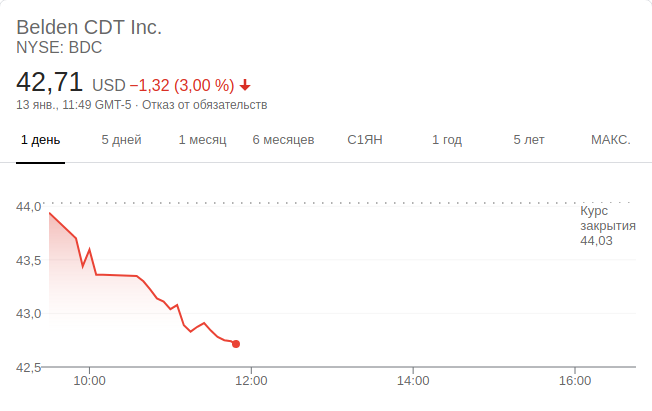 Belden CDT Inc.
NYSE: BDC
42,71 USD −1,32 (3,00 %)
13 янв., 11:49 GMT-5 · Отказ от обязательств
1 день 5 дней 1 месяц 6 месяцев С1ЯН 1 год 5 лет МАКС.
44,0
Курс
закрытия
44,03
43,5
43,0
42,5
10:00 12:00 14:00 16:00